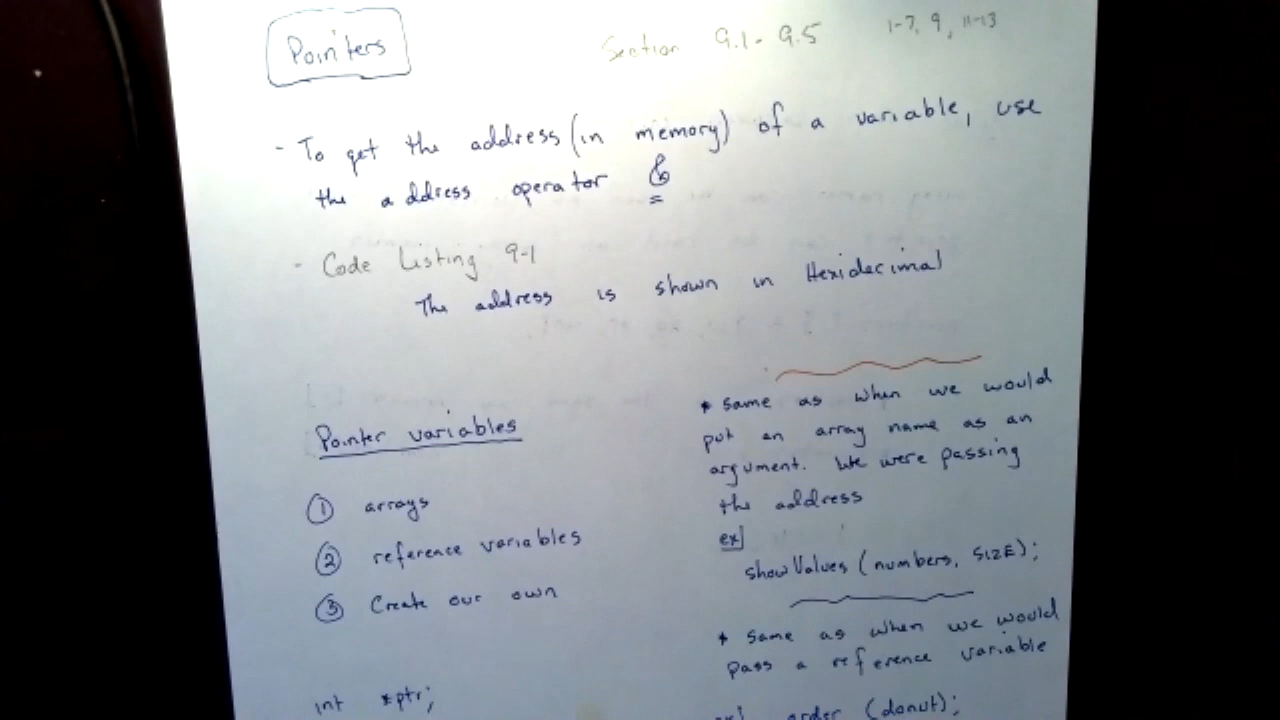 Pointers
Section 9.1 - 9.5 1-7, 9, 11-13
- To get the address (in memory) of a variable, use
the address operator &
- Code Listing 9-1
The address is shown in Hexidecimal
Pointer variables
① arrays
② reference variables
③ Create our own
int *ptr;
* same as when we would
put an array name as an
argument. We were passing
the address
ex]
showValues (numbers, SIZE);
* same as when we would
pass a reference variable
ex] order (donut);